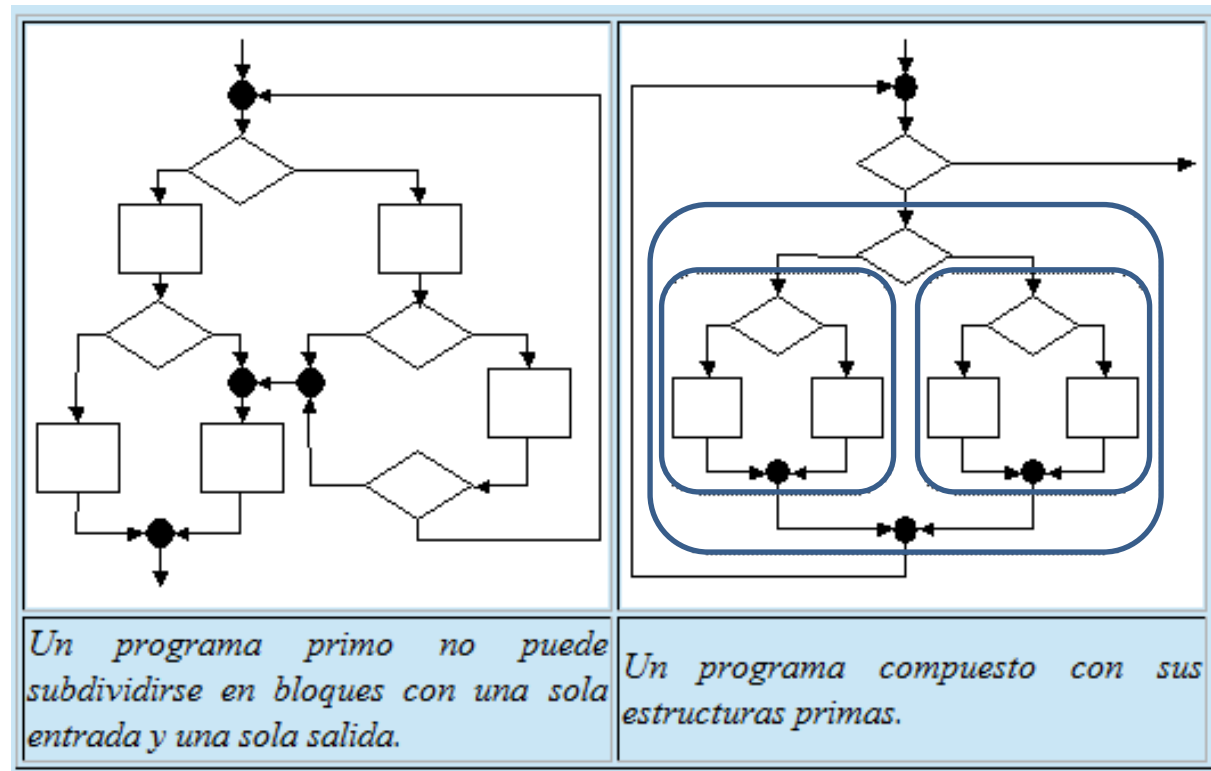 Un programa primo no puede
subdividirse en bloques con una sola
entrada y una sola salida.
Un programa compuesto con sus
estructuras primas.